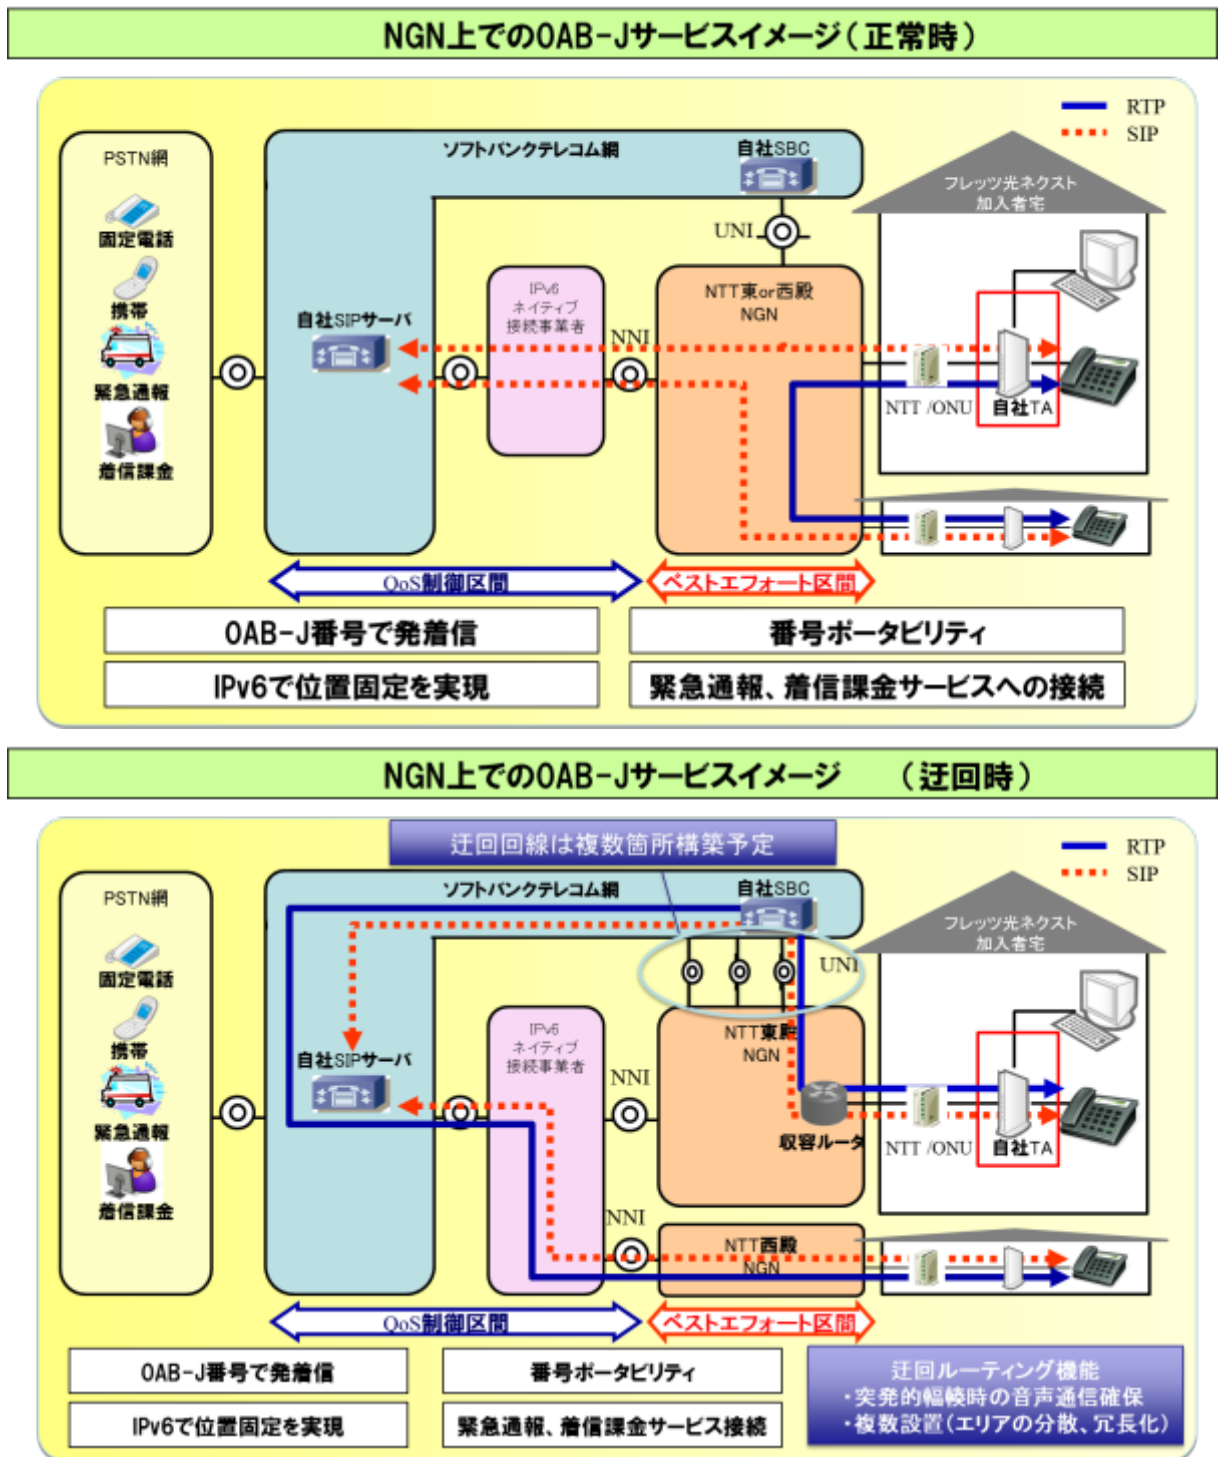 NGN上でのOAB-Jサービスイメージ(正常時)
RTP
SIP
PSTN網
ソフトバンクテレコム網
自社SBC
フレッツ光ネクスト
加入者宅
固定電話
UNI
携帯
IPv6
ネイティブ
接続事業者
NTT東or西殿
NGN
自社SIPサーバ
NNI
緊急通報
NTT /ONU
自社TA
着信課金
QoS制御区間
ベストエフォート区間
OAB-J番号で発着信
番号ポータビリティ
IPv6で位置固定を実現
緊急通報、着信課金サービスへの接続
NGN上でのOAB-Jサービスイメージ (迂回時)
迂回回線は複数箇所構築予定
RTP
SIP
PSTN網
ソフトバンクテレコム網
自社SBC
フレッツ光ネクスト
加入者宅
固定電話
UNI
携帯
IPv6
ネイティブ
接続事業者
NTT東殿
NGN
自社SIPサーバ
NNI
緊急通報
収容ルータ
NTT /ONU
自社TA
着信課金
NNI
NTT西殿
NGN
QoS制御区間
ベストエフォート区間
OAB-J番号で発着信
番号ポータビリティ
IPv6で位置固定を実現
緊急通報、着信課金サービス接続
迂回ルーティング機能
・突発的輻輳時の音声通信確保
・複数設置(エリアの分散、冗長化)